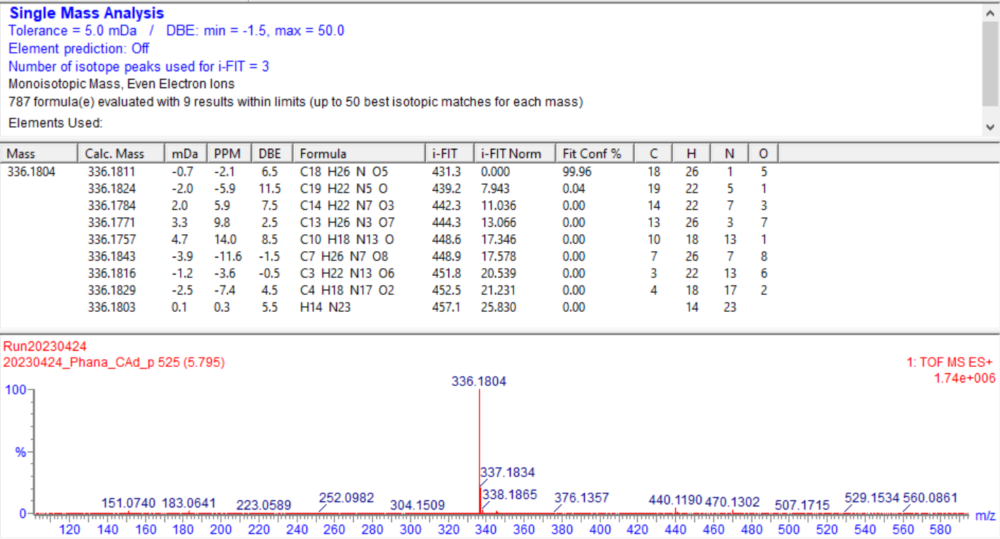 Single Mass Analysis
Tolerance = 5.0 mDa / DBE: min = -1.5, max = 50.0
Element prediction: Off
Number of isotope peaks used for i-FIT = 3
Monoisotopic Mass, Even Electron Ions
787 formula(e) evaluated with 9 results within limits (up to 50 best isotopic matches for each mass)
Elements Used:
Mass Calc. Mass mDa PPM DBE Formula i-FIT i-FIT Norm Fit Conf % C H N O
336.1804 336.1811 -0.7 -2.1 6.5 C18 H26 N O5 431.3 0.000 99.96 18 26 1 5
336.1824 -2.0 -5.9 11.5 C19 H22 N5 O 439.2 7.943 0.04 19 22 5 1
336.1784 2.0 5.9 7.5 C14 H22 N7 O3 442.3 11.036 0.00 14 22 7 3
336.1771 3.3 9.8 2.5 C13 H26 N3 O7 444.3 13.066 0.00 13 26 3 7
336.1757 4.7 14.0 8.5 C10 H18 N13 O 448.6 17.346 0.00 10 18 13 1
336.1843 -3.9 -11.6 -1.5 C7 H26 N7 O8 448.9 17.578 0.00 7 26 7 8
336.1816 -1.2 -3.6 -0.5 C3 H22 N13 O6 451.8 20.539 0.00 3 22 13 6
336.1829 -2.5 -7.4 4.5 C4 H18 N17 O2 452.5 21.231 0.00 4 18 17 2
336.1803 0.1 0.3 5.5 H14 N23 457.1 25.830 0.00 14 23
Run20230424
20230424_Phana_CAd_p 525 (5.795)
1: TOF MS ES+
1.74e+006
100
%
0
336.1804
337.1834
338.1865
151.0740 183.0641 223.0589 252.0982 304.1509 376.1357 440.1190 470.1302 507.1715 529.1534 560.0861
m/z
120 140 160 180 200 220 240 260 280 300 320 340 360 380 400 420 440 460 480 500 520 540 560 580